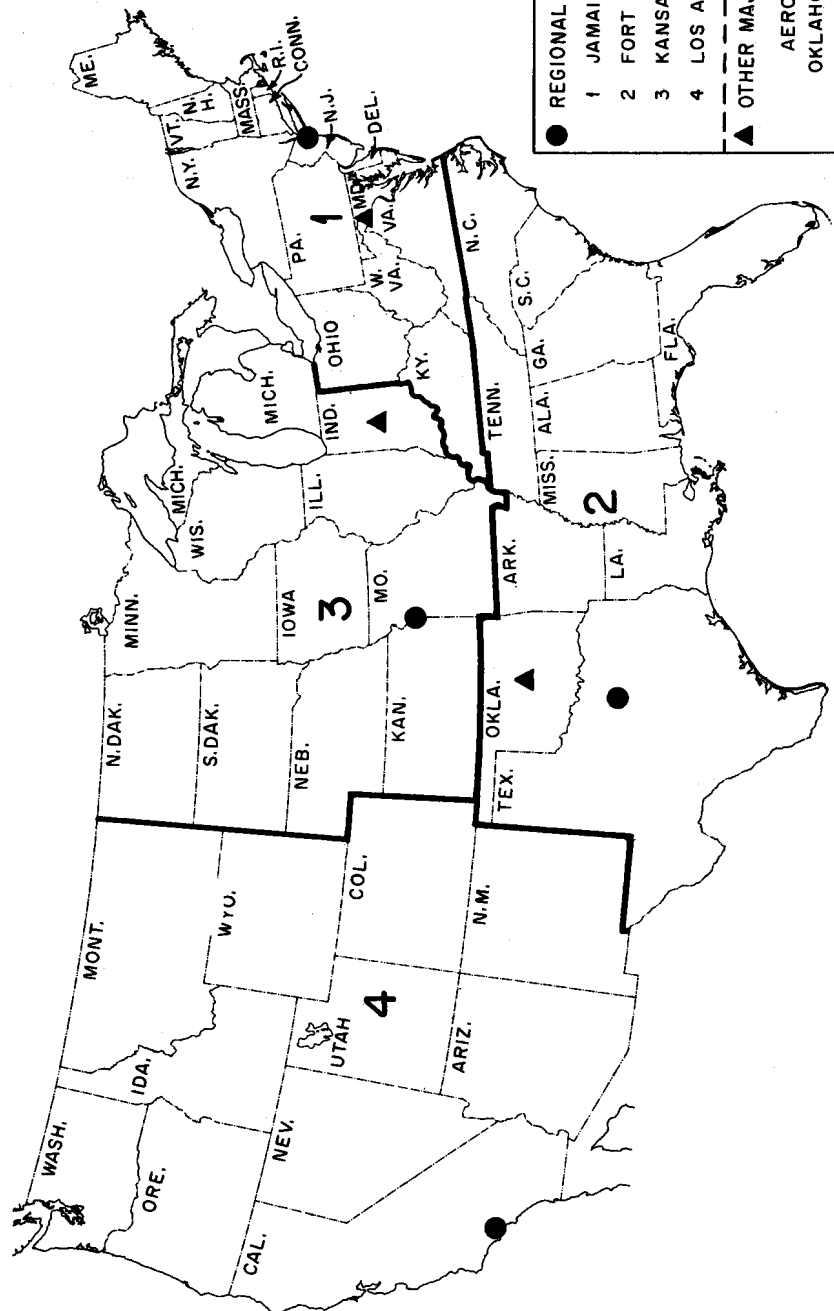 WASH.
ORE.
CAL.
NEV.
IDA.
MONT.
WYO.
UTAH
4
COL.
ARIZ.
N.M.
N.DAK.
S.DAK.
NEB.
KAN.
OKLA.
TEX.
MINN.
IOWA
3
MO.
ARK.
LA.
WIS.
ILL.
MICH.
MICH.
IND.
OHIO
KY.
TENN.
MISS.
2
ALA.
GA.
FLA.
S.C.
N.C.
W.
VA.
VA.
MD.
DEL.
PA.
1
N.J.
N.Y.
VT.
N.
H.
ME.
MASS.
R.I.
CONN.
REGIONAL
1 JAMAI
2 FORT
3 KANSA
4 LOS A
OTHER MAJ
AERO
OKLAHO